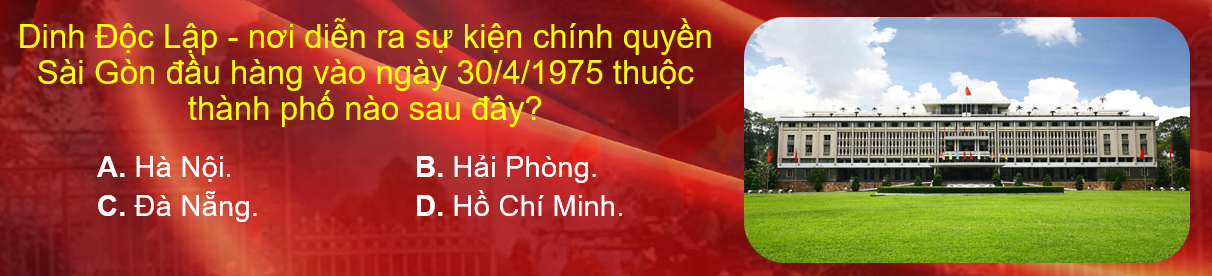 Dinh Độc Lập - nơi diễn ra sự kiện chính quyền
Sài Gòn đầu hàng vào ngày 30/4/1975 thuộc
thành phố nào sau đây?
A. Hà Nội.
B. Hải Phòng.
C. Đà Nẵng.
D. Hồ Chí Minh.